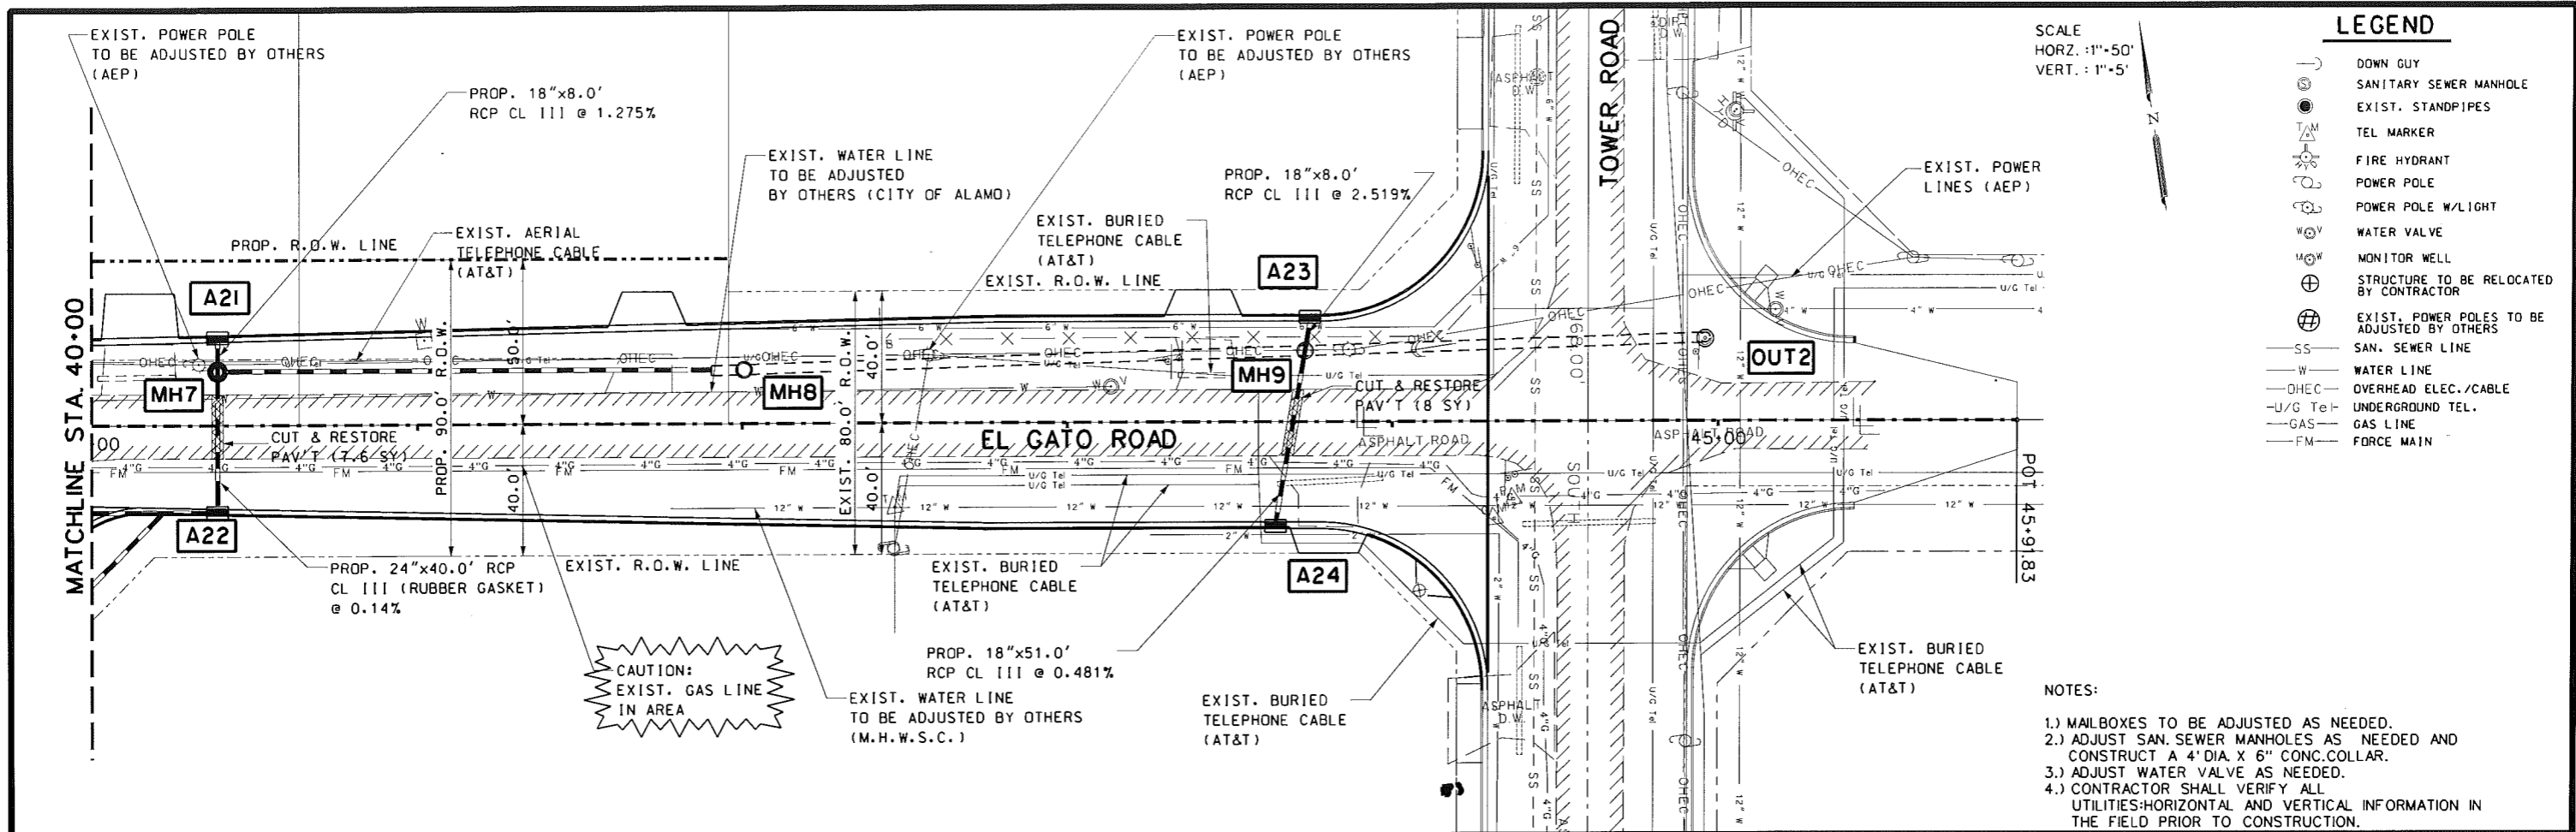 EXIST. POWER POLE
TO BE ADJUSTED BY OTHERS
(AEP)
PROP. 18"x8.0'
RCP CL III @ 1.275%
EXIST. WATER LINE
TO BE ADJUSTED
BY OTHERS (CITY OF ALAMO)
EXIST. POWER POLE
TO BE ADJUSTED BY OTHERS
(AEP)
PROP. 18"x8.0'
RCP CL III @ 2.519%
EXIST. BURIED
TELEPHONE CABLE
(AT&T)
EXIST. R.O.W. LINE
PROP. R.O.W. LINE
EXIST. AERIAL
TELEPHONE CABLE
(AT&T)
TOWER ROAD
ASPHALT
D.W.
EXIST. POWER
LINES (AEP)
SCALE
HORZ.:1"=50'
VERT.:1"=5'
N
LEGEND
DOWN GUY
SANITARY SEWER MANHOLE
EXIST. STANDPIPES
TEL MARKER
FIRE HYDRANT
POWER POLE
POWER POLE W/LIGHT
WATER VALVE
MONITOR WELL
STRUCTURE TO BE RELOCATED
BY CONTRACTOR
EXIST. POWER POLES TO BE
ADJUSTED BY OTHERS
SS SAN. SEWER LINE
W WATER LINE
OHEC OVERHEAD ELEC./CABLE
U/G Tel UNDERGROUND TEL.
GAS GAS LINE
FM FORCE MAIN
MATCHLINE STA. 40+00
A21
MH7
A22
MH8
A23
MH9
A24
OUT2
PROP. 90.0' R.O.W.
50.0'
40.0'
EXIST. 80.0' R.O.W.
40.0'
40.0'
CUT & RESTORE
PAV'T (7.6 SY)
CUT & RESTORE
PAV'T (8 SY)
EL GATO ROAD
ASPHALT ROAD
ASPHALT ROAD
45+00
168.00'
SOUTH
POT 45+91.83
PROP. 24"x40.0' RCP
CL III (RUBBER GASKET)
@ 0.14%
EXIST. R.O.W. LINE
CAUTION:
EXIST. GAS LINE
IN AREA
EXIST. WATER LINE
TO BE ADJUSTED BY OTHERS
(M.H.W.S.C.)
EXIST. BURIED
TELEPHONE CABLE
(AT&T)
PROP. 18"x51.0'
RCP CL III @ 0.481%
EXIST. BURIED
TELEPHONE CABLE
(AT&T)
ASPHALT
D.W.
EXIST. BURIED
TELEPHONE CABLE
(AT&T)
NOTES:
1.) MAILBOXES TO BE ADJUSTED AS NEEDED.
2.) ADJUST SAN. SEWER MANHOLES AS NEEDED AND
CONSTRUCT A 4' DIA. X 6" CONC.COLLAR.
3.) ADJUST WATER VALVE AS NEEDED.
4.) CONTRACTOR SHALL VERIFY ALL
UTILITIES:HORIZONTAL AND VERTICAL INFORMATION IN
THE FIELD PRIOR TO CONSTRUCTION.